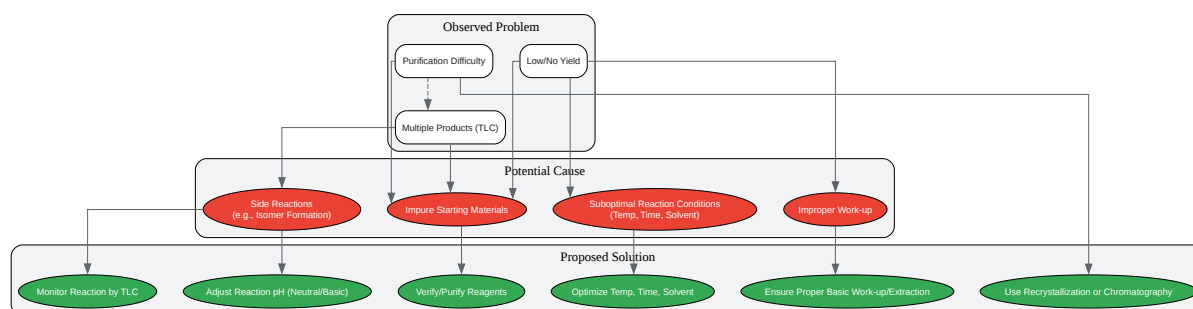 Observed Problem
Purification Difficulty
Low/No Yield
Multiple Products (TLC)
Potential Cause
Side Reactions
(e.g., Isomer Formation)
Impure Starting Materials
Suboptimal Reaction Conditions
(Temp, Time, Solvent)
Improper Work-up
Proposed Solution
Monitor Reaction by TLC
Adjust Reaction pH (Neutral/Basic)
Verify/Purify Reagents
Optimize Temp, Time, Solvent
Ensure Proper Basic Work-up/Extraction
Use Recrystallization or Chromatography